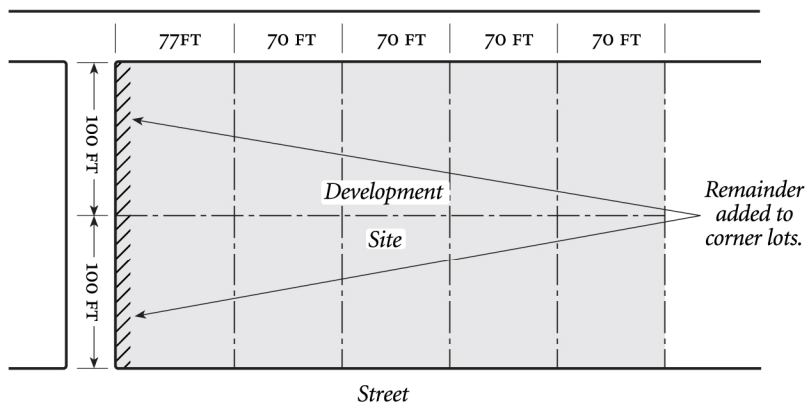 77FT 70 FT 70 FT 70 FT 70 FT
100 FT
Development
Remainder
added to
corner lots.
Site
100 FT
Street